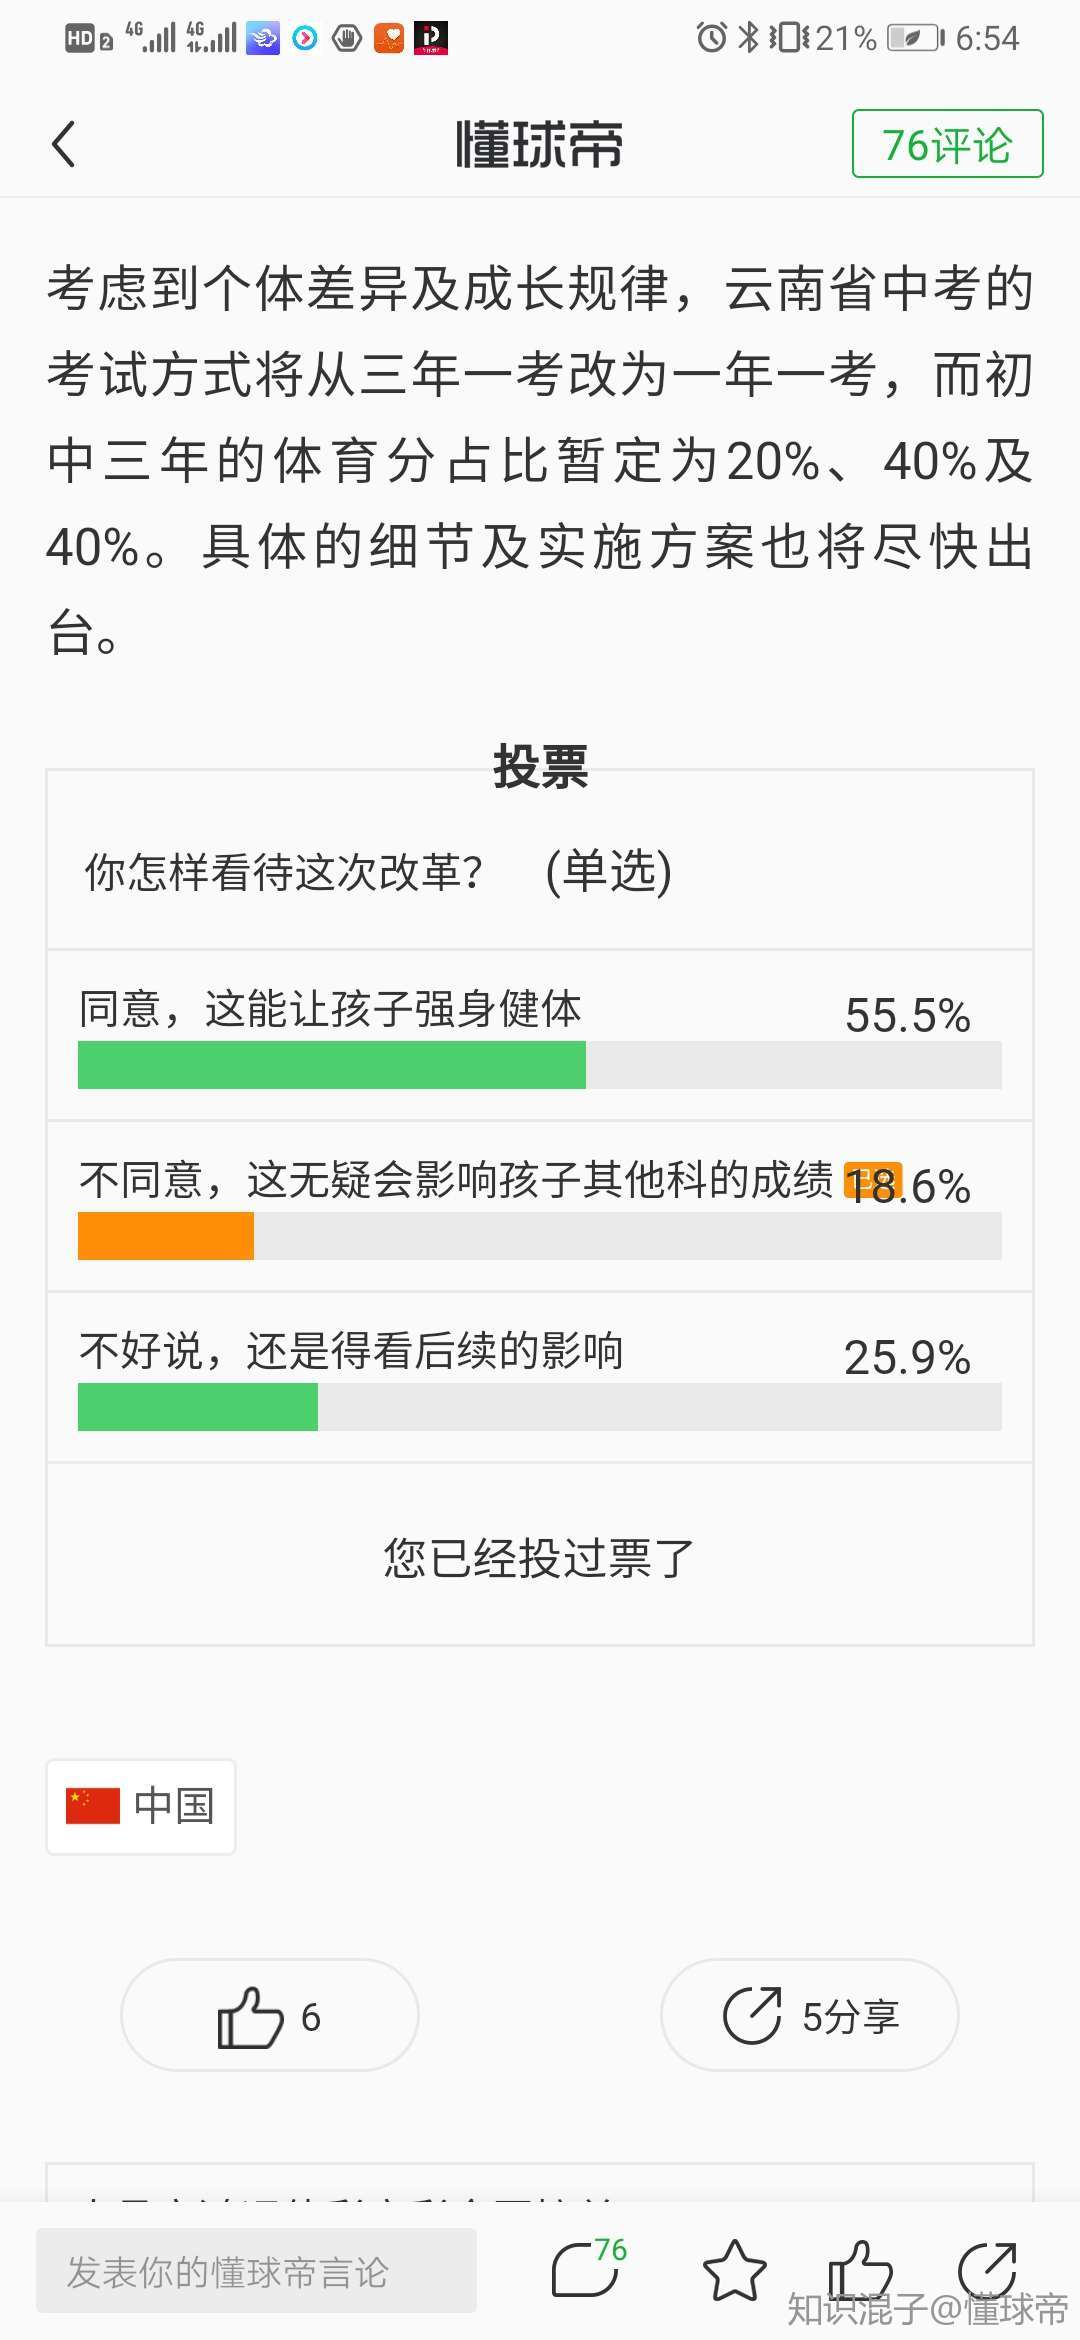 HD 2 4G 4G 21% 6:54
懂球帝 76评论
考虑到个体差异及成长规律，云南省中考的
考试方式将从三年一考改为一年一考，而初
中三年的体育分占比暂定为20%、40%及
40%。具体的细节及实施方案也将尽快出
台。
投票
你怎样看待这次改革？ (单选)
同意，这能让孩子强身健体 55.5%
不同意，这无疑会影响孩子其他科的成绩 18.6%
不好说，还是得看后续的影响 25.9%
您已经投过票了
中国
6 5分享
发表你的懂球帝言论 76
知识混子@懂球帝